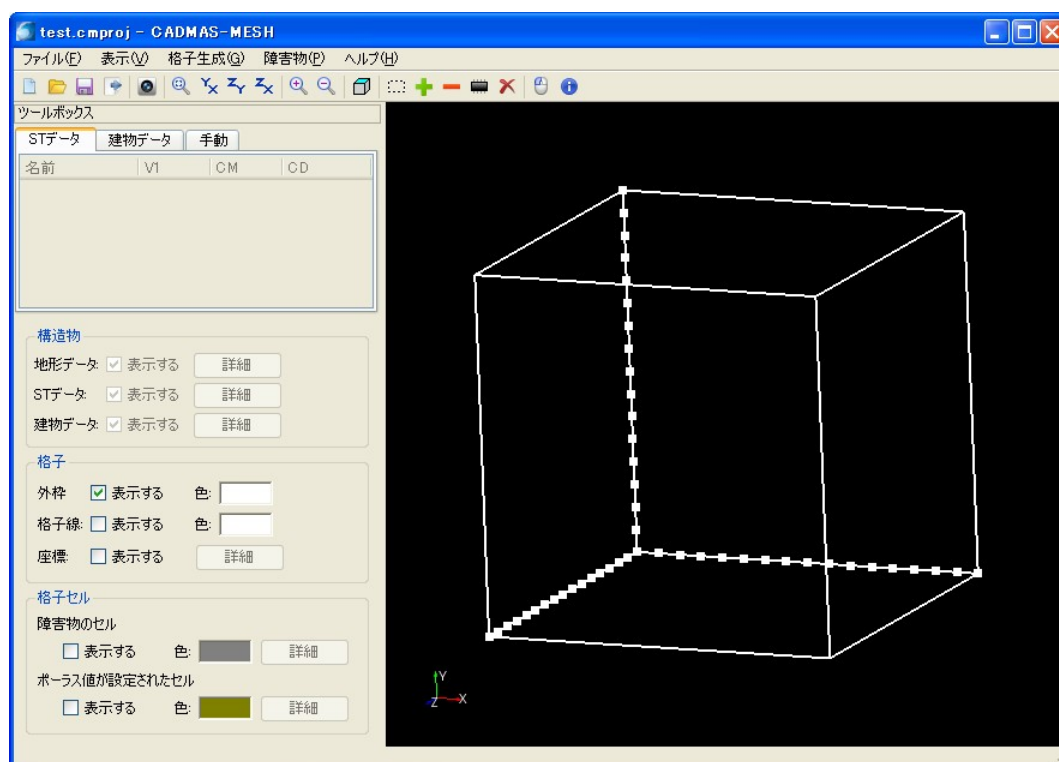 test.cmproj - CADMAS-MESH
ファイル(F) 表示(V) 格子生成(G) 障害物(P) ヘルプ(H)
YX ZY ZX
ツールボックス
STデータ 建物データ 手動
名前 V1 CM CD
構造物
地形データ: 表示する 詳細
STデータ: 表示する 詳細
建物データ: 表示する 詳細
格子
外枠 表示する 色:
格子線: 表示する 色:
座標: 表示する 詳細
格子セル
障害物のセル
表示する 色: 詳細
ポーラス値が設定されたセル
表示する 色: 詳細
Y
Z X